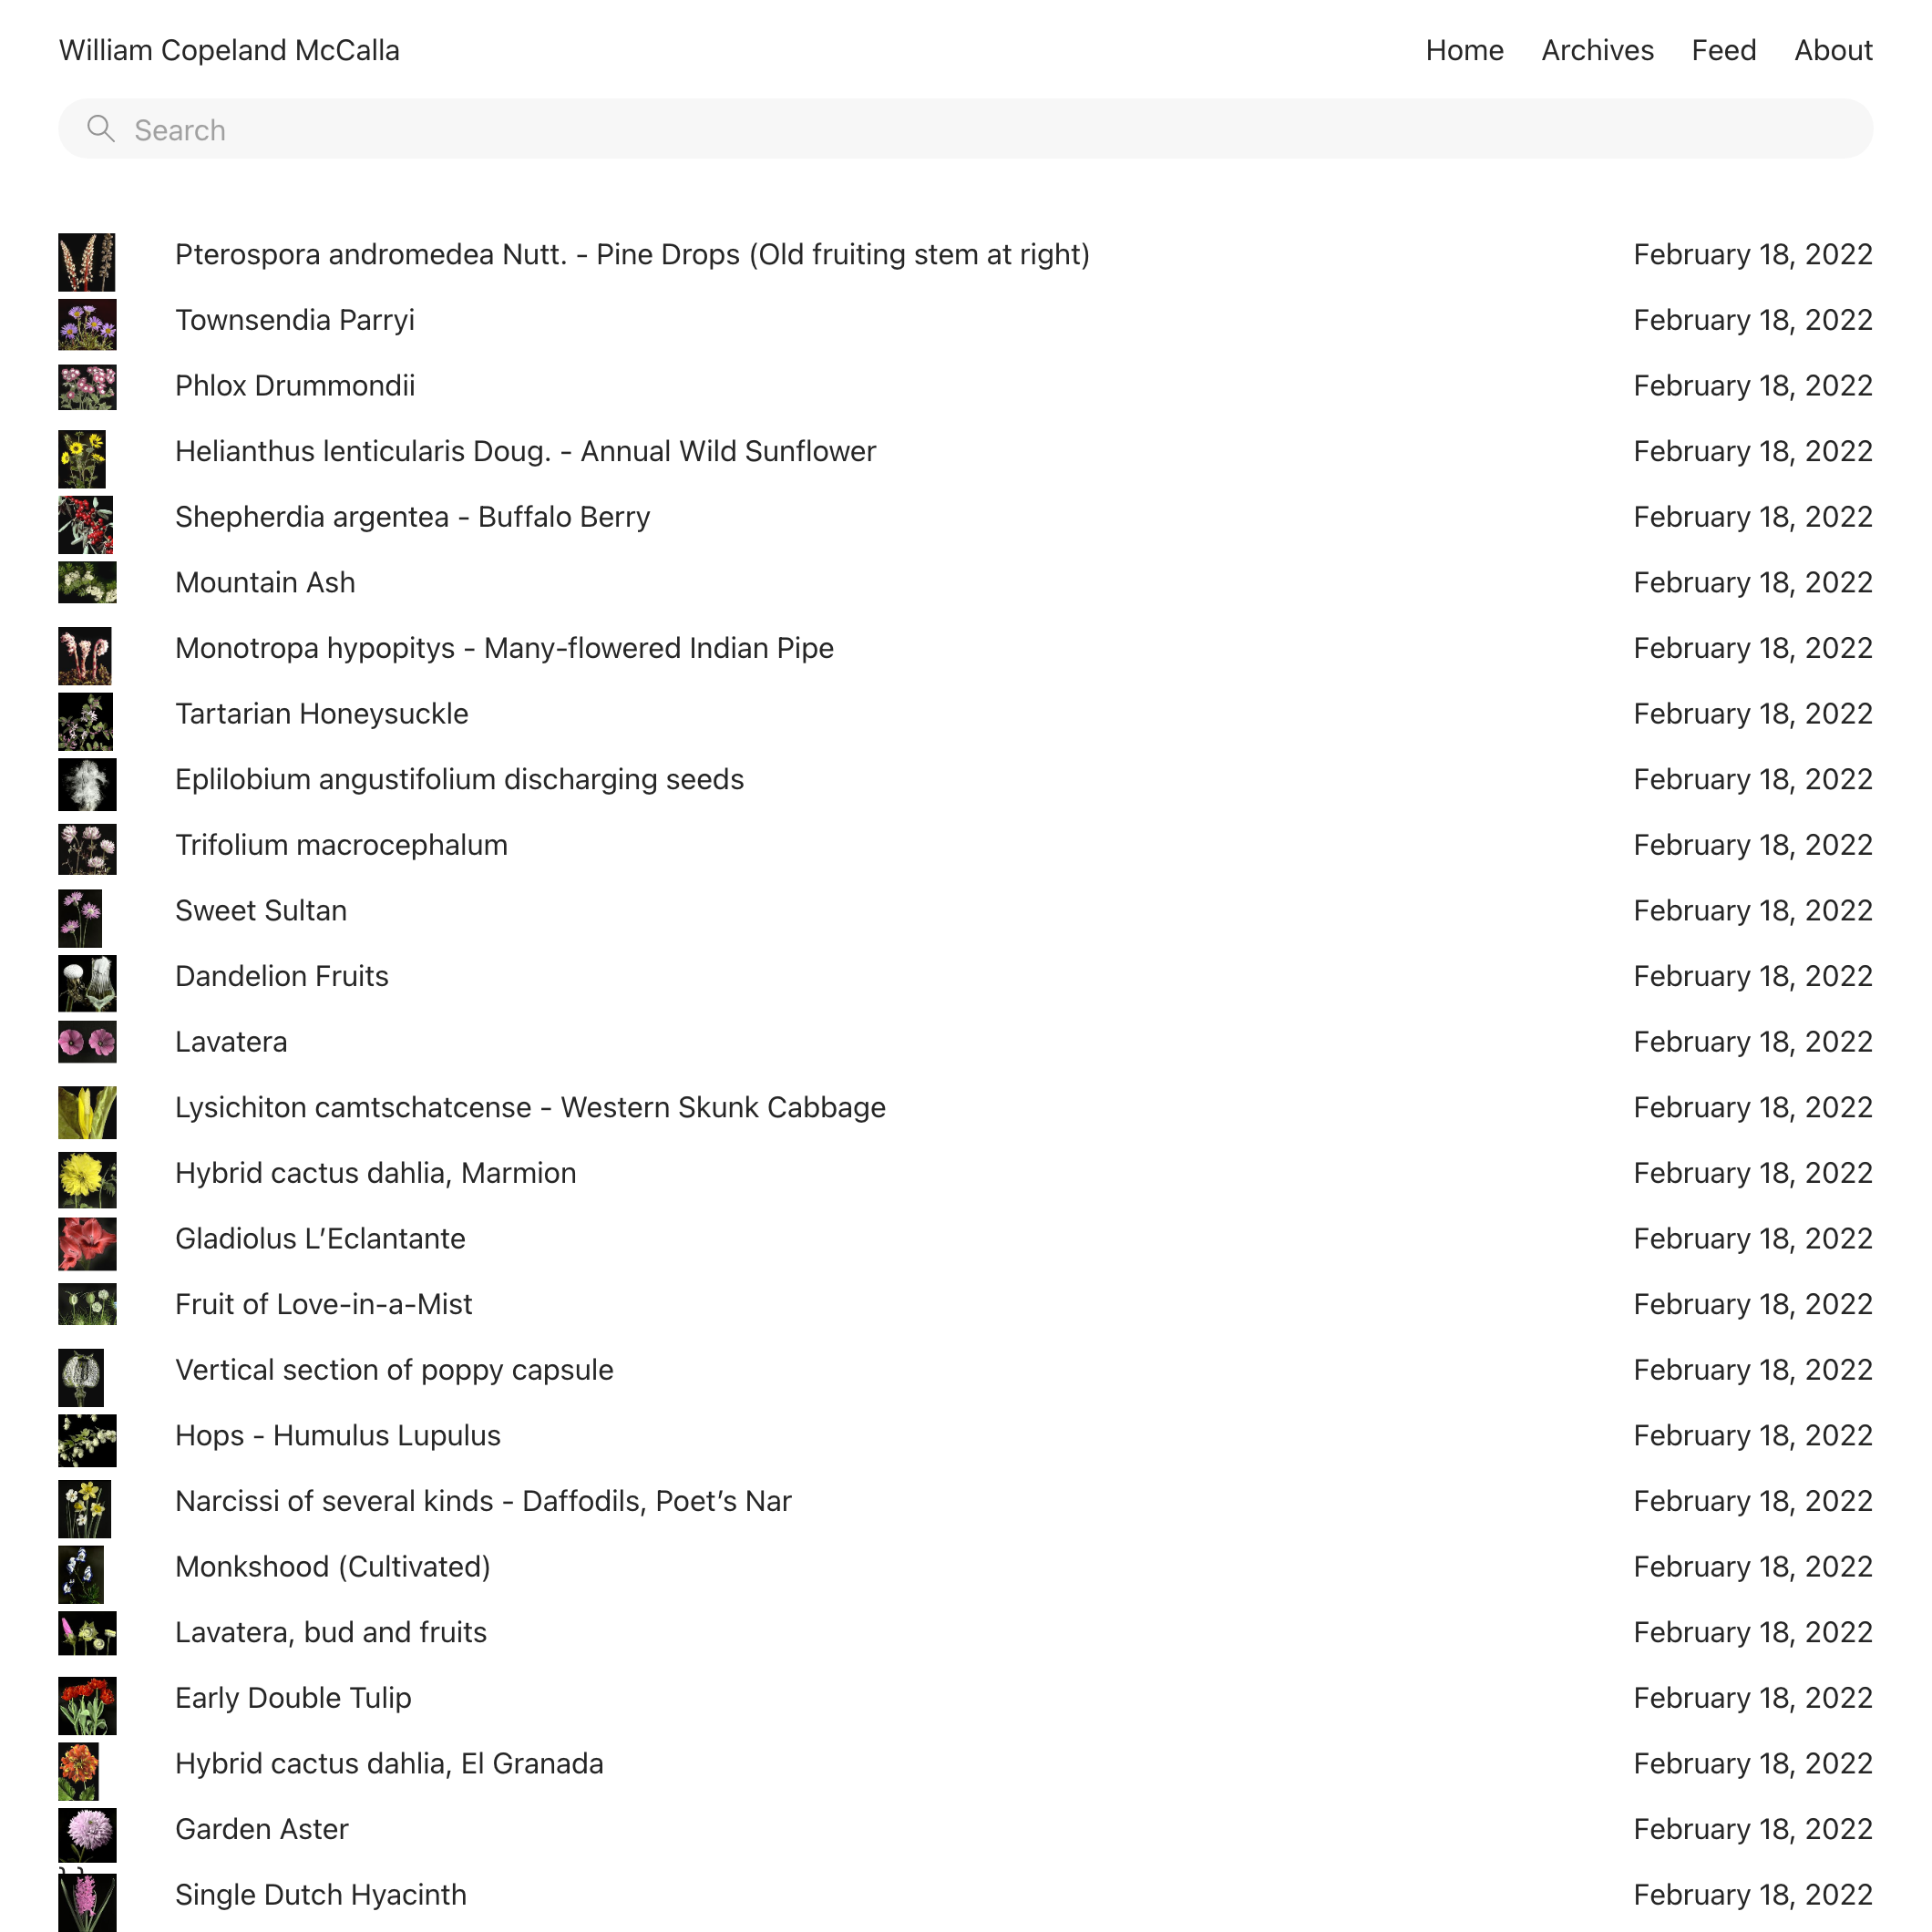 William Copeland McCalla Home Archives Feed About
Search
Pterospora andromedea Nutt. - Pine Drops (Old fruiting stem at right) February 18, 2022
Townsendia Parryi February 18, 2022
Phlox Drummondii February 18, 2022
Helianthus lenticularis Doug. - Annual Wild Sunflower February 18, 2022
Shepherdia argentea - Buffalo Berry February 18, 2022
Mountain Ash February 18, 2022
Monotropa hypopitys - Many-flowered Indian Pipe February 18, 2022
Tartarian Honeysuckle February 18, 2022
Eplilobium angustifolium discharging seeds February 18, 2022
Trifolium macrocephalum February 18, 2022
Sweet Sultan February 18, 2022
Dandelion Fruits February 18, 2022
Lavatera February 18, 2022
Lysichiton camtschatcense - Western Skunk Cabbage February 18, 2022
Hybrid cactus dahlia, Marmion February 18, 2022
Gladiolus L’Eclantante February 18, 2022
Fruit of Love-in-a-Mist February 18, 2022
Vertical section of poppy capsule February 18, 2022
Hops - Humulus Lupulus February 18, 2022
Narcissi of several kinds - Daffodils, Poet’s Nar February 18, 2022
Monkshood (Cultivated) February 18, 2022
Lavatera, bud and fruits February 18, 2022
Early Double Tulip February 18, 2022
Hybrid cactus dahlia, El Granada February 18, 2022
Garden Aster February 18, 2022
Single Dutch Hyacinth February 18, 2022